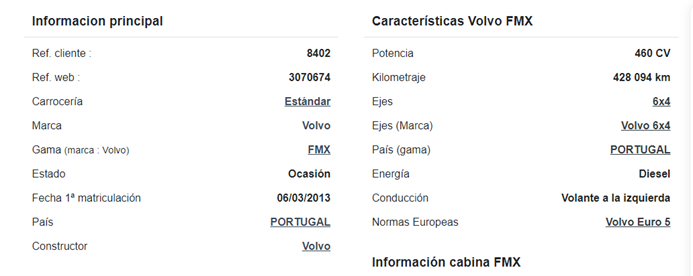 Informacion principal
Ref. cliente : 8402
Ref. web : 3070674
Carrocería Estándar
Marca Volvo
Gama (marca : Volvo) FMX
Estado Ocasión
Fecha 1ª matriculación 06/03/2013
País PORTUGAL
Constructor Volvo
Características Volvo FMX
Potencia 460 CV
Kilometraje 428 094 km
Ejes 6x4
Ejes (Marca) Volvo 6x4
País (gama) PORTUGAL
Energía Diesel
Conducción Volante a la izquierda
Normas Europeas Volvo Euro 5
Información cabina FMX